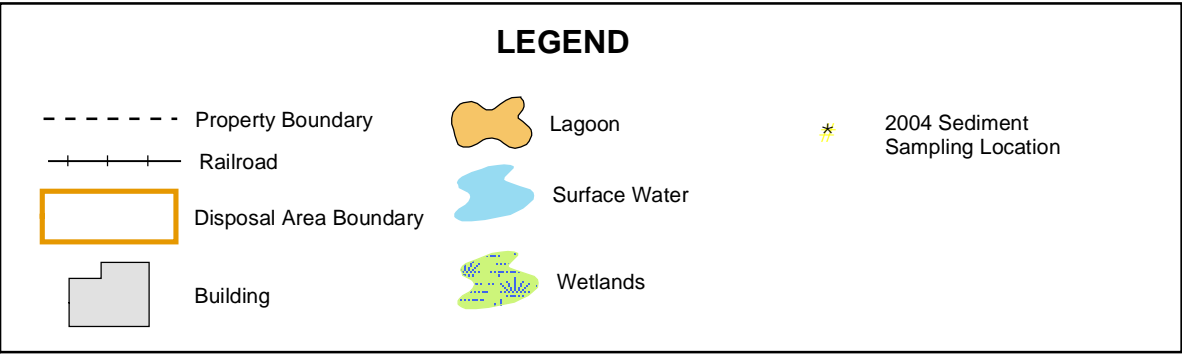 LEGEND
Property Boundary
Railroad
Disposal Area Boundary
Building
Lagoon
Surface Water
Wetlands
*
#
2004 Sediment
Sampling Location